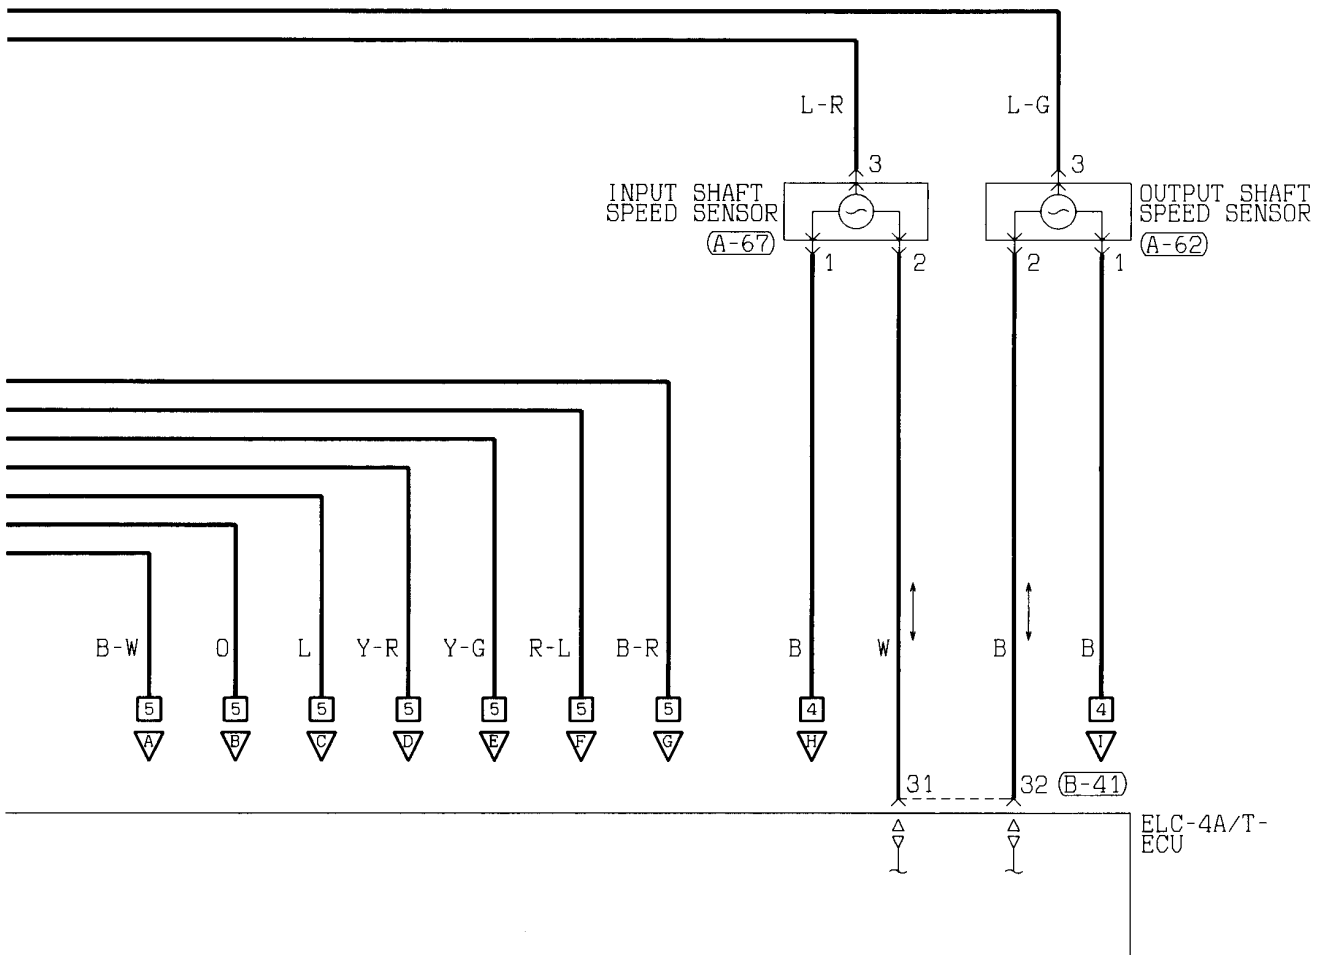 L-R
L-G
3
3
INPUT SHAFT
SPEED SENSOR
A-67
OUTPUT SHAFT
SPEED SENSOR
A-62
1
2
2
1
B-W
O
L
Y-R
Y-G
R-L
B-R
B
W
B
B
5
5
5
5
5
5
5
4
4
A
B
C
D
E
F
G
H
I
31
32
B-41
ELC-4A/T-
ECU